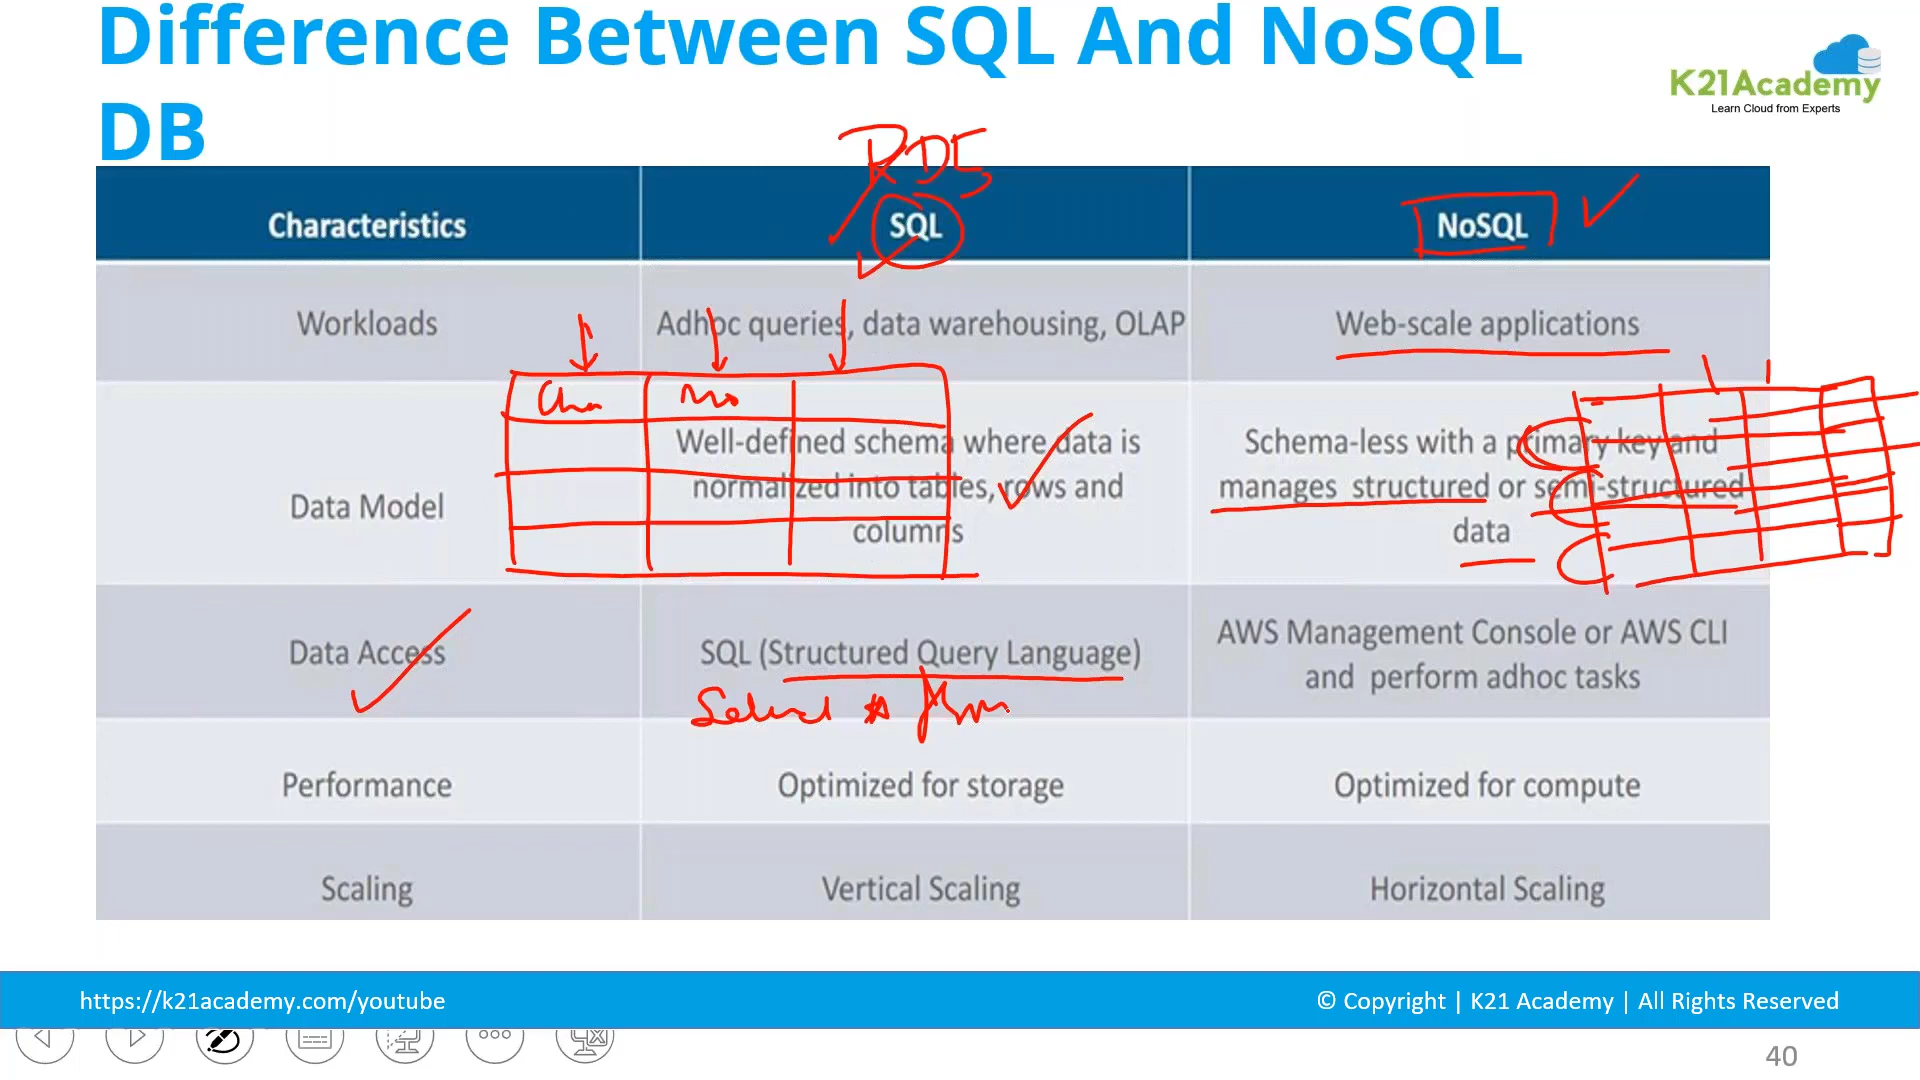 Difference Between SQL And NoSQL
DB
K21Academy
Learn Cloud from Experts
RDS
Characteristics
SQL
NoSQL
Workloads
Adhoc queries, data warehousing, OLAP
Web-scale applications
Data Model
Well-defined schema where data is
normalized into tables, rows and
columns
Schema-less with a primary key and
manages structured or semi-structured
data
Data Access
SQL (Structured Query Language)
Select *
AWS Management Console or AWS CLI
and perform adhoc tasks
Performance
Optimized for storage
Optimized for compute
Scaling
Vertical Scaling
Horizontal Scaling
https://k21academy.com/youtube
© Copyright | K21 Academy | All Rights Reserved
40